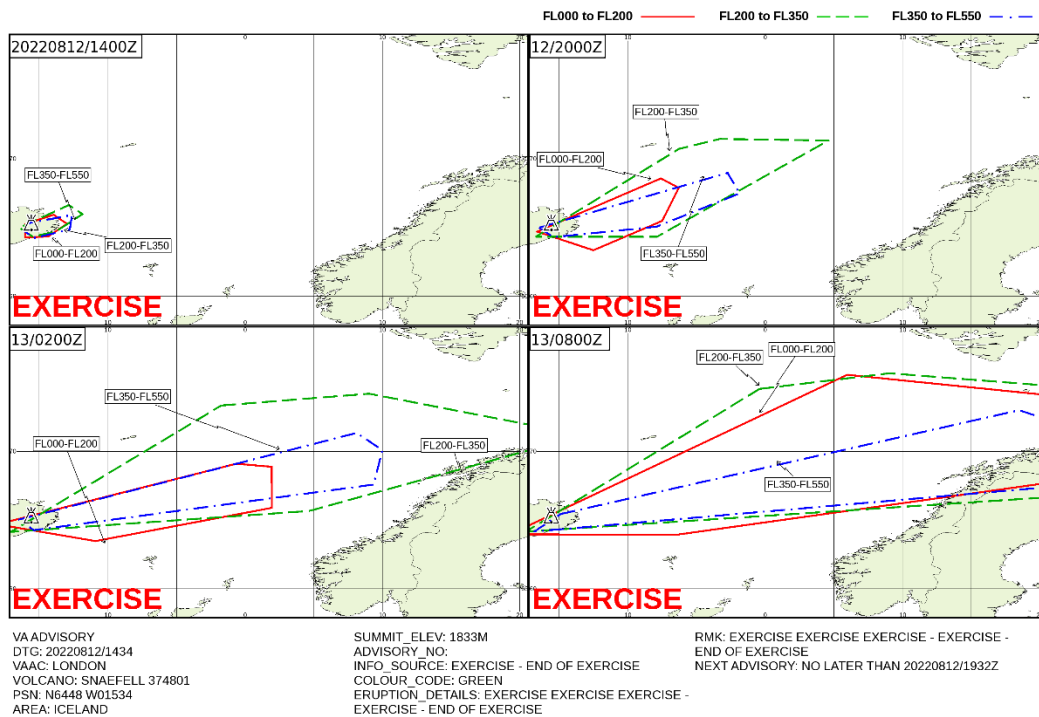 FL000 to FL200
FL200 to FL350
FL350 to FL550
20220812/1400Z
FL350-FL550
FL200-FL350
FL000-FL200
EXERCISE
12/2000Z
FL200-FL350
FL000-FL200
FL350-FL550
EXERCISE
13/0200Z
FL350-FL550
FL000-FL200
FL200-FL350
EXERCISE
13/0800Z
FL200-FL350
FL000-FL200
FL350-FL550
EXERCISE
VA ADVISORY
DTG: 20220812/1434
VAAC: LONDON
VOLCANO: SNAEFELL 374801
PSN: N6448 W01534
AREA: ICELAND
SUMMIT_ELEV: 1833M
ADVISORY_NO:
INFO_SOURCE: EXERCISE - END OF EXERCISE
COLOUR_CODE: GREEN
ERUPTION_DETAILS: EXERCISE EXERCISE EXERCISE -
EXERCISE - END OF EXERCISE
RMK: EXERCISE EXERCISE EXERCISE - EXERCISE -
END OF EXERCISE
NEXT ADVISORY: NO LATER THAN 20220812/1932Z